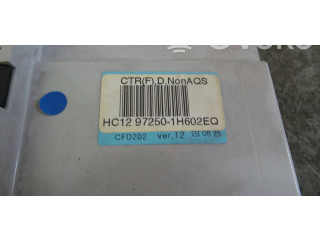 CTR(F),D,NonAQS
HC12 97250-1H602EQ
CFD202 ver.12